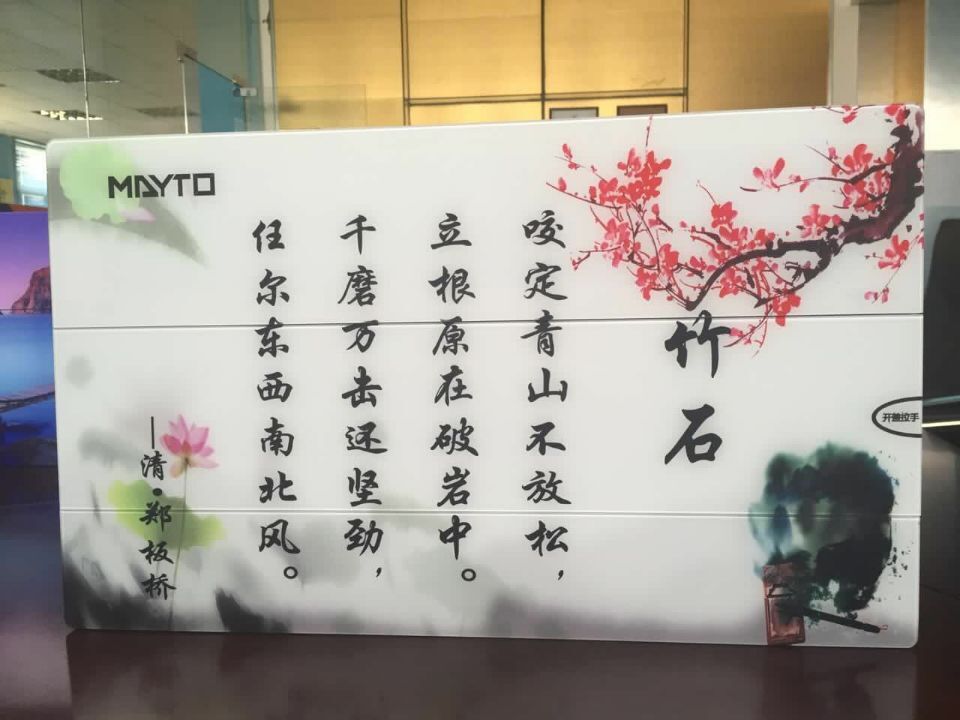 MAYTO
竹石
咬定青山不放松，
立根原在破岩中。
千磨万击还坚劲，
任尔东西南北风。
—清·郑板桥
开盖拉手